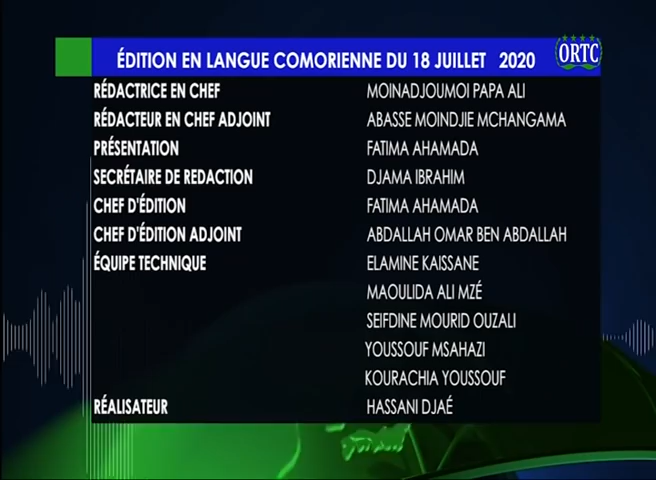 ÉDITION EN LANGUE COMORIENNE DU 18 JUILLET 2020
ORTC
RÉDACTRICE EN CHEF MOINADJOUMOI PAPA ALI
RÉDACTEUR EN CHEF ADJOINT ABASSE MOINDJIE MCHANGAMA
PRÉSENTATION FATIMA AHAMADA
SECRÉTAIRE DE REDACTION DJAMA IBRAHIM
CHEF D'ÉDITION FATIMA AHAMADA
CHEF D'ÉDITION ADJOINT ABDALLAH OMAR BEN ABDALLAH
ÉQUIPE TECHNIQUE ELAMINE KAISSANE
MAOULIDA ALI MZÉ
SEIFDINE MOURID OUZALI
YOUSSOUF MSAHAZI
KOURACHIA YOUSSOUF
RÉALISATEUR HASSANI DJAÉ